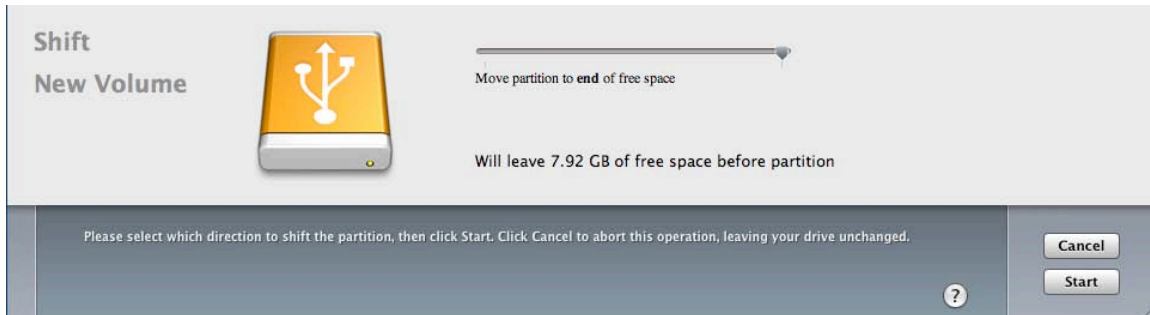 Shift
New Volume
Move partition to end of free space
Will leave 7.92 GB of free space before partition
Please select which direction to shift the partition, then click Start. Click Cancel to abort this operation, leaving your drive unchanged.
Cancel
Start
?